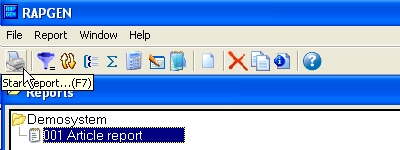 RAPGEN
File Report Window Help
Start report...(F7)
Reports
Demosystem
001 Article report